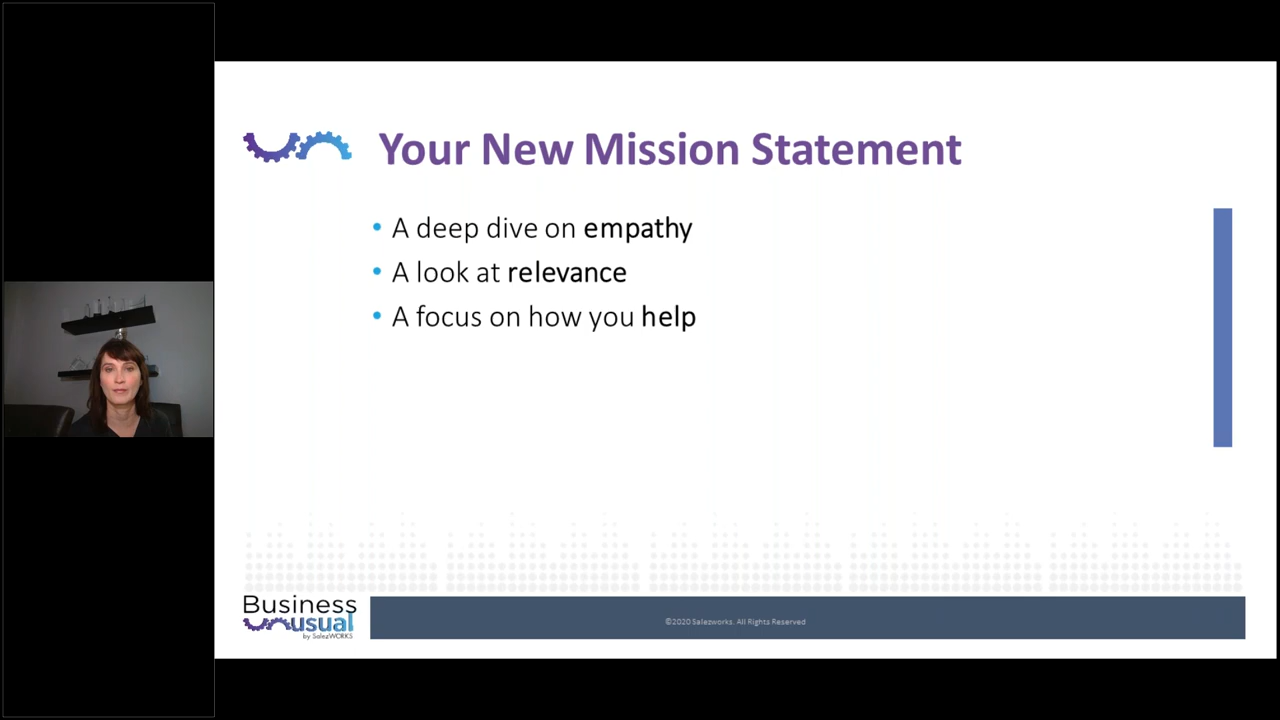 Your New Mission Statement
• A deep dive on empathy
• A look at relevance
• A focus on how you help
Business
unusual
by SalezWORKS
©2020 Salezworks. All Rights Reserved